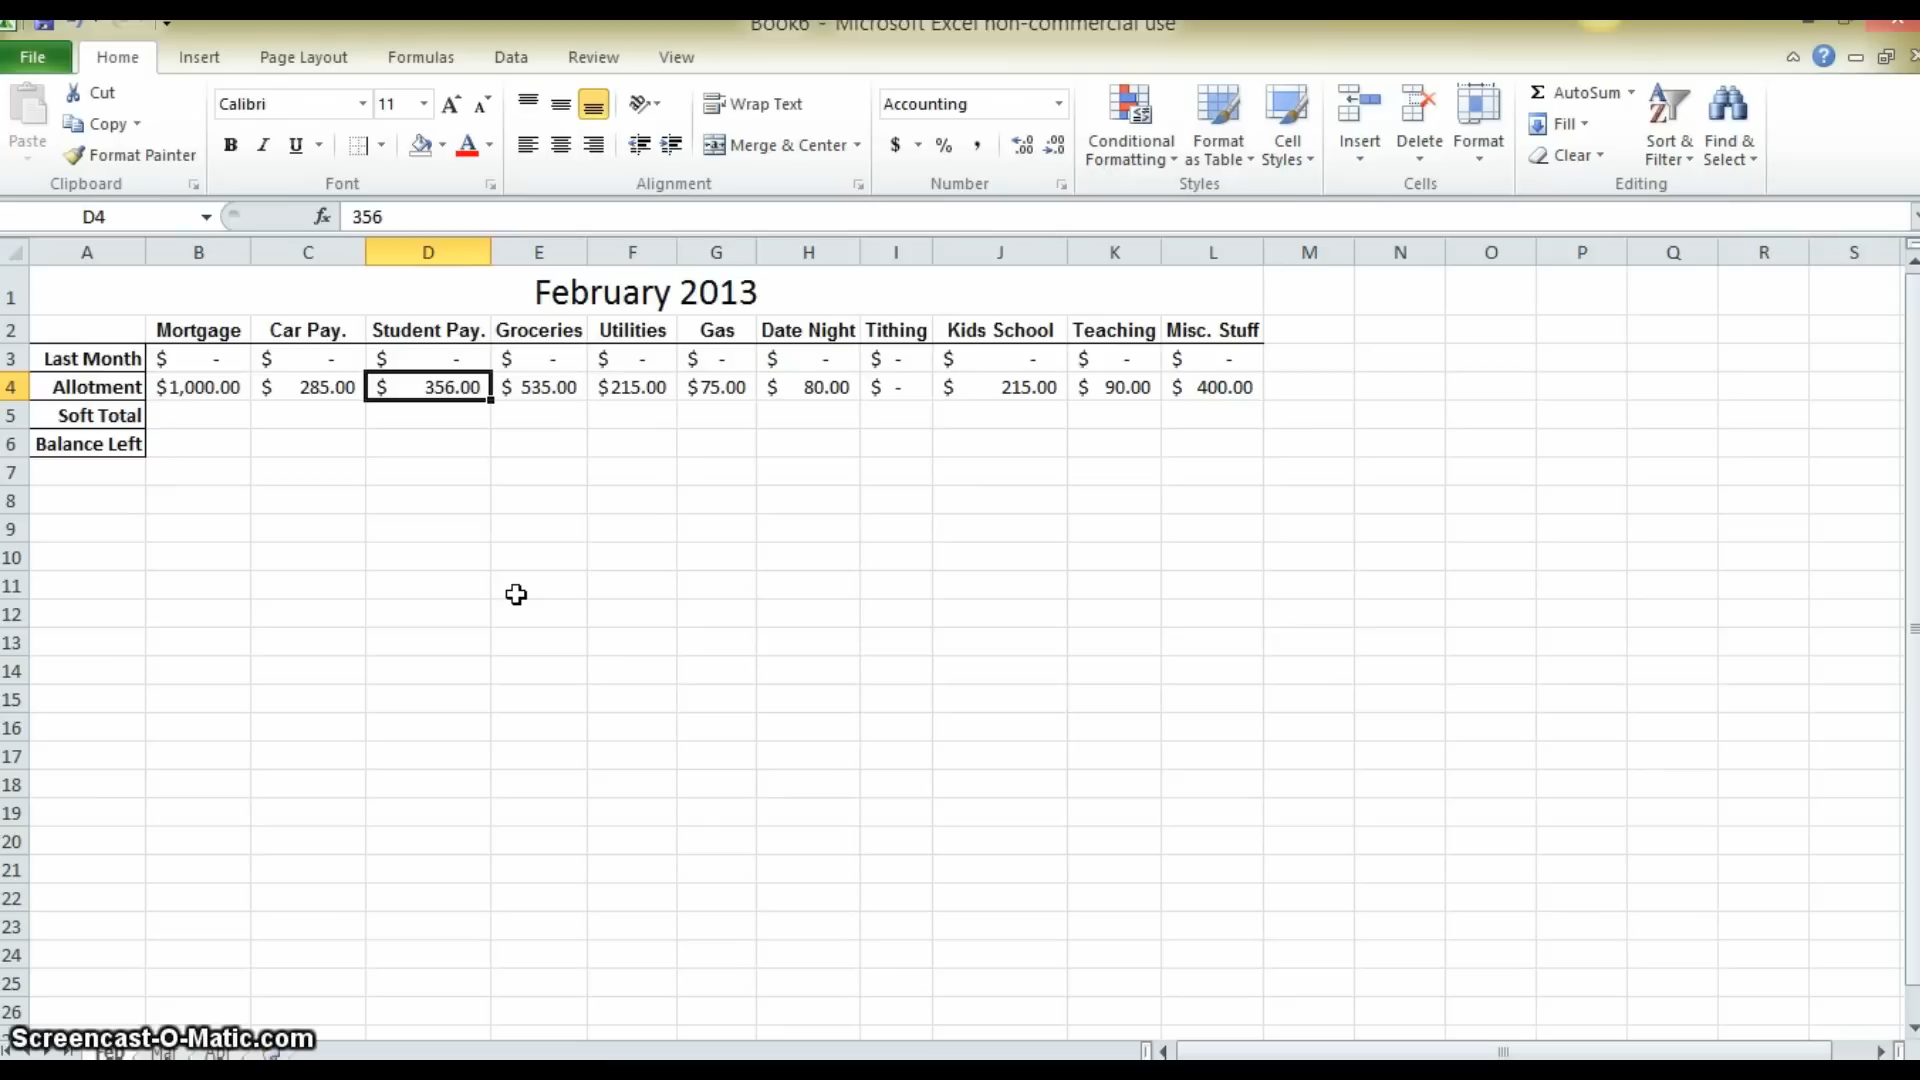 Book6 - Microsoft Excel non-commercial use
File Home Insert Page Layout Formulas Data Review View
Paste
Cut
Copy
Format Painter
Clipboard
Calibri 11
B I U
Font
Wrap Text
Merge & Center
Alignment
Accounting
$ % ,
Number
Conditional Formatting
Format as Table
Cell Styles
Styles
Insert Delete Format
Cells
Σ AutoSum
Fill
Clear
Sort & Filter
Find & Select
Editing
D4 fx 356
A B C D E F G H I J K L M N O P Q R S
1 February 2013
2 Mortgage Car Pay. Student Pay. Groceries Utilities Gas Date Night Tithing Kids School Teaching Misc. Stuff
3 Last Month $ - $ - $ - $ - $ - $ - $ - $ - $ - $ - $ -
4 Allotment $1,000.00 $ 285.00 $ 356.00 $ 535.00 $215.00 $75.00 $ 80.00 $ - $ 215.00 $ 90.00 $ 400.00
5 Soft Total
6 Balance Left
7
8
9
10
11
12
13
14
15
16
17
18
19
20
21
22
23
24
25
26
Screencast-O-Matic.com
Feb Mar Apr